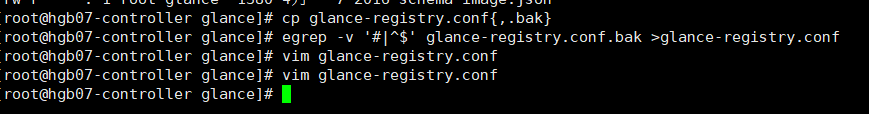 [root@hgb07-controller glance]# cp glance-registry.conf{,.bak}
[root@hgb07-controller glance]# egrep -v '#|^$' glance-registry.conf.bak >glance-registry.conf
[root@hgb07-controller glance]# vim glance-registry.conf
[root@hgb07-controller glance]# vim glance-registry.conf
[root@hgb07-controller glance]#